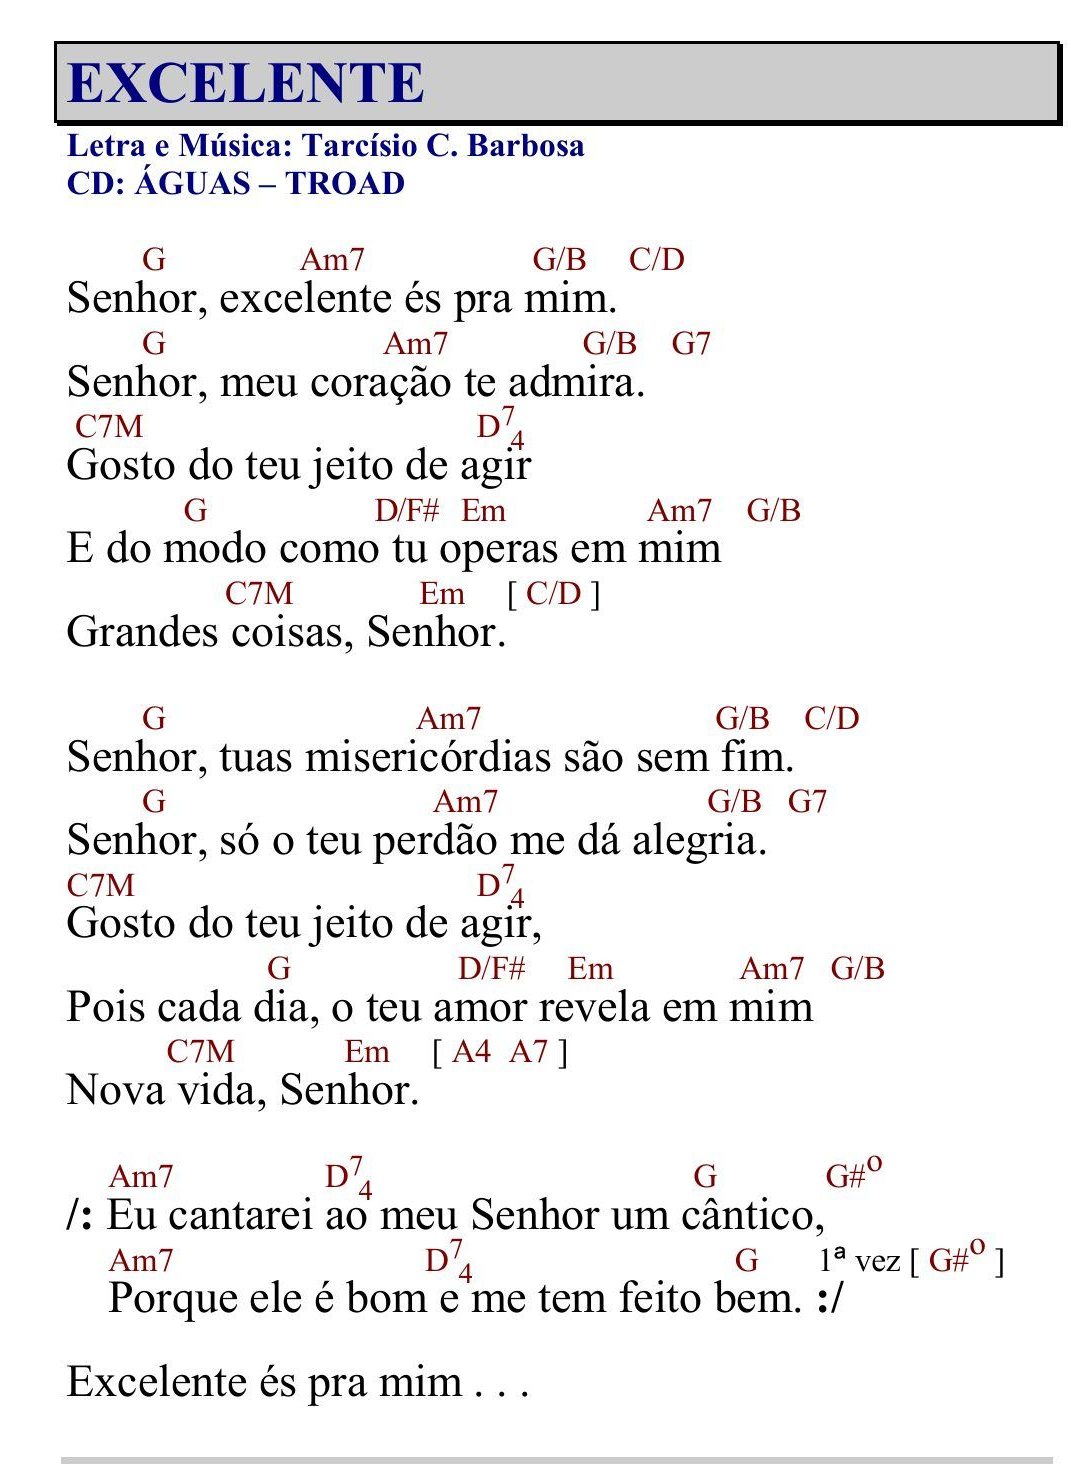 EXCELENTE
Letra e Música: Tarcísio C. Barbosa
CD: ÁGUAS – TROAD
G Am7 G/B C/D
Senhor, excelente és pra mim.
G Am7 G/B G7
Senhor, meu coração te admira.
C7M D7 4
Gosto do teu jeito de agir
G D/F# Em Am7 G/B
E do modo como tu operas em mim
C7M Em [ C/D ]
Grandes coisas, Senhor.
G Am7 G/B C/D
Senhor, tuas misericórdias são sem fim.
G Am7 G/B G7
Senhor, só o teu perdão me dá alegria.
C7M D7 4
Gosto do teu jeito de agir,
G D/F# Em Am7 G/B
Pois cada dia, o teu amor revela em mim
C7M Em [ A4 A7 ]
Nova vida, Senhor.
Am7 D7 4 G G#º
/: Eu cantarei ao meu Senhor um cântico,
Am7 D7 4 G 1ª vez [ G#º ]
Porque ele é bom e me tem feito bem. :/
Excelente és pra mim . . .